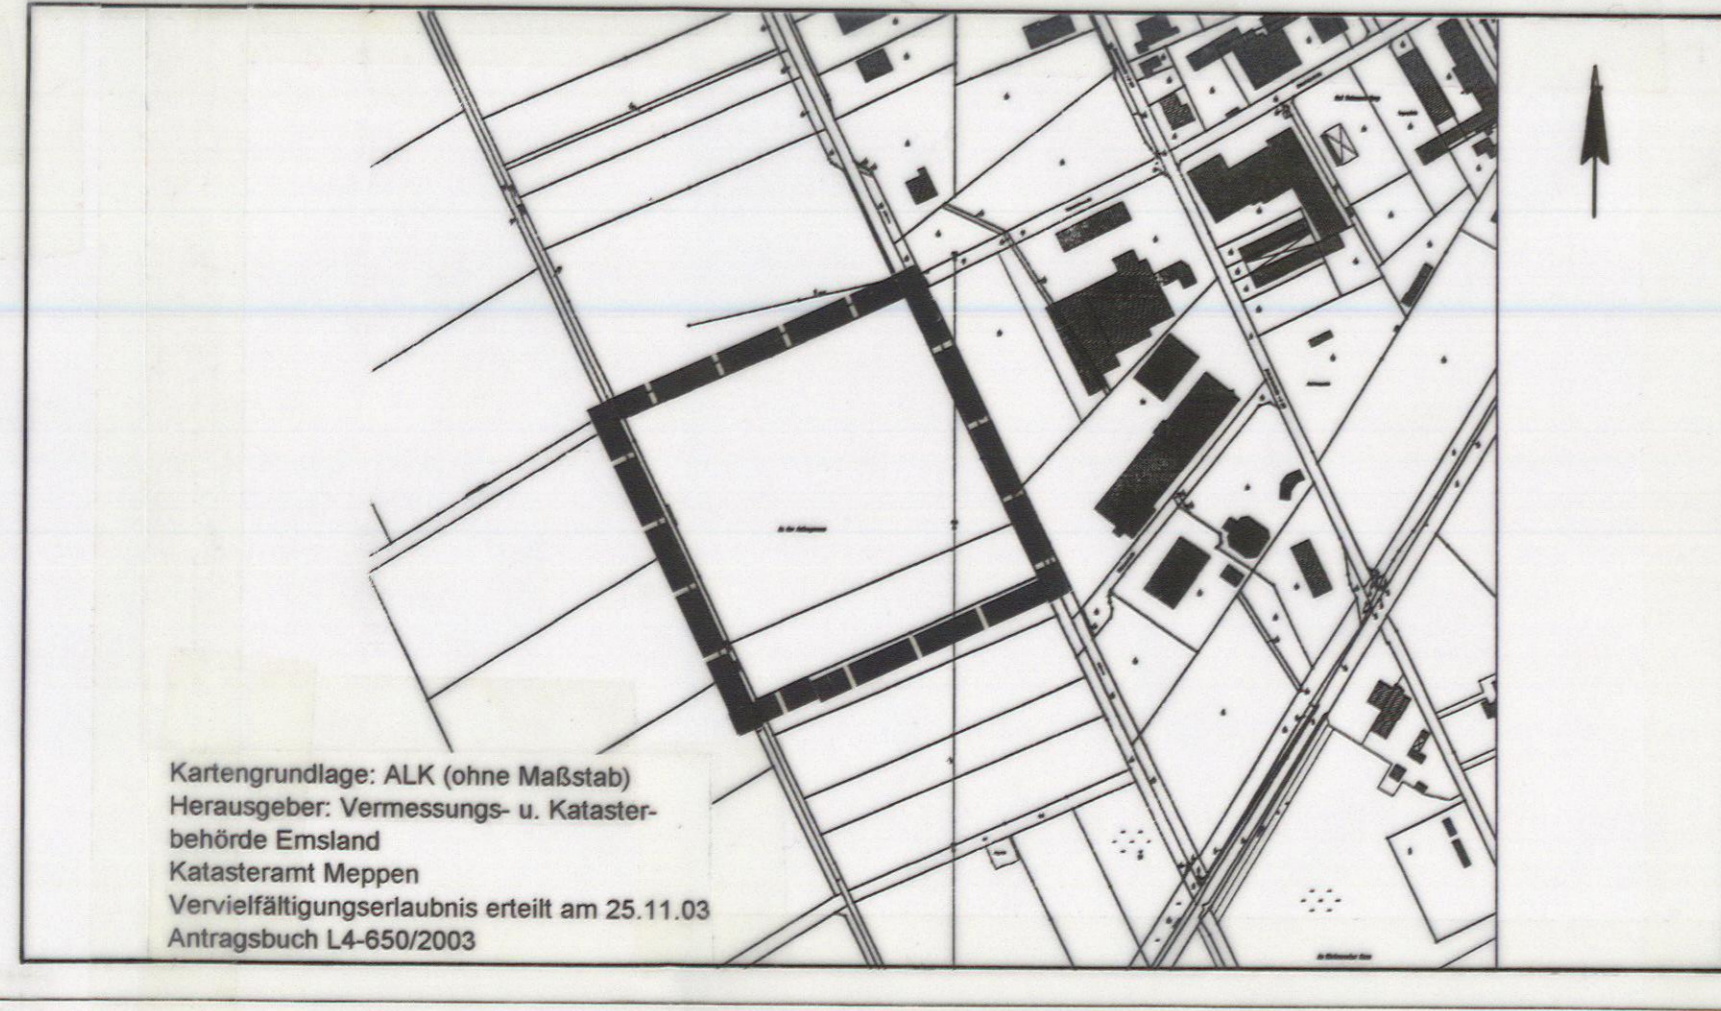 Kartengrundlage: ALK (ohne Maßstab)
Herausgeber: Vermessungs- u. Kataster-
behörde Emsland
Katasteramt Meppen
Vervielfältigungserlaubnis erteilt am 25.11.03
Antragsbuch L4-650/2003